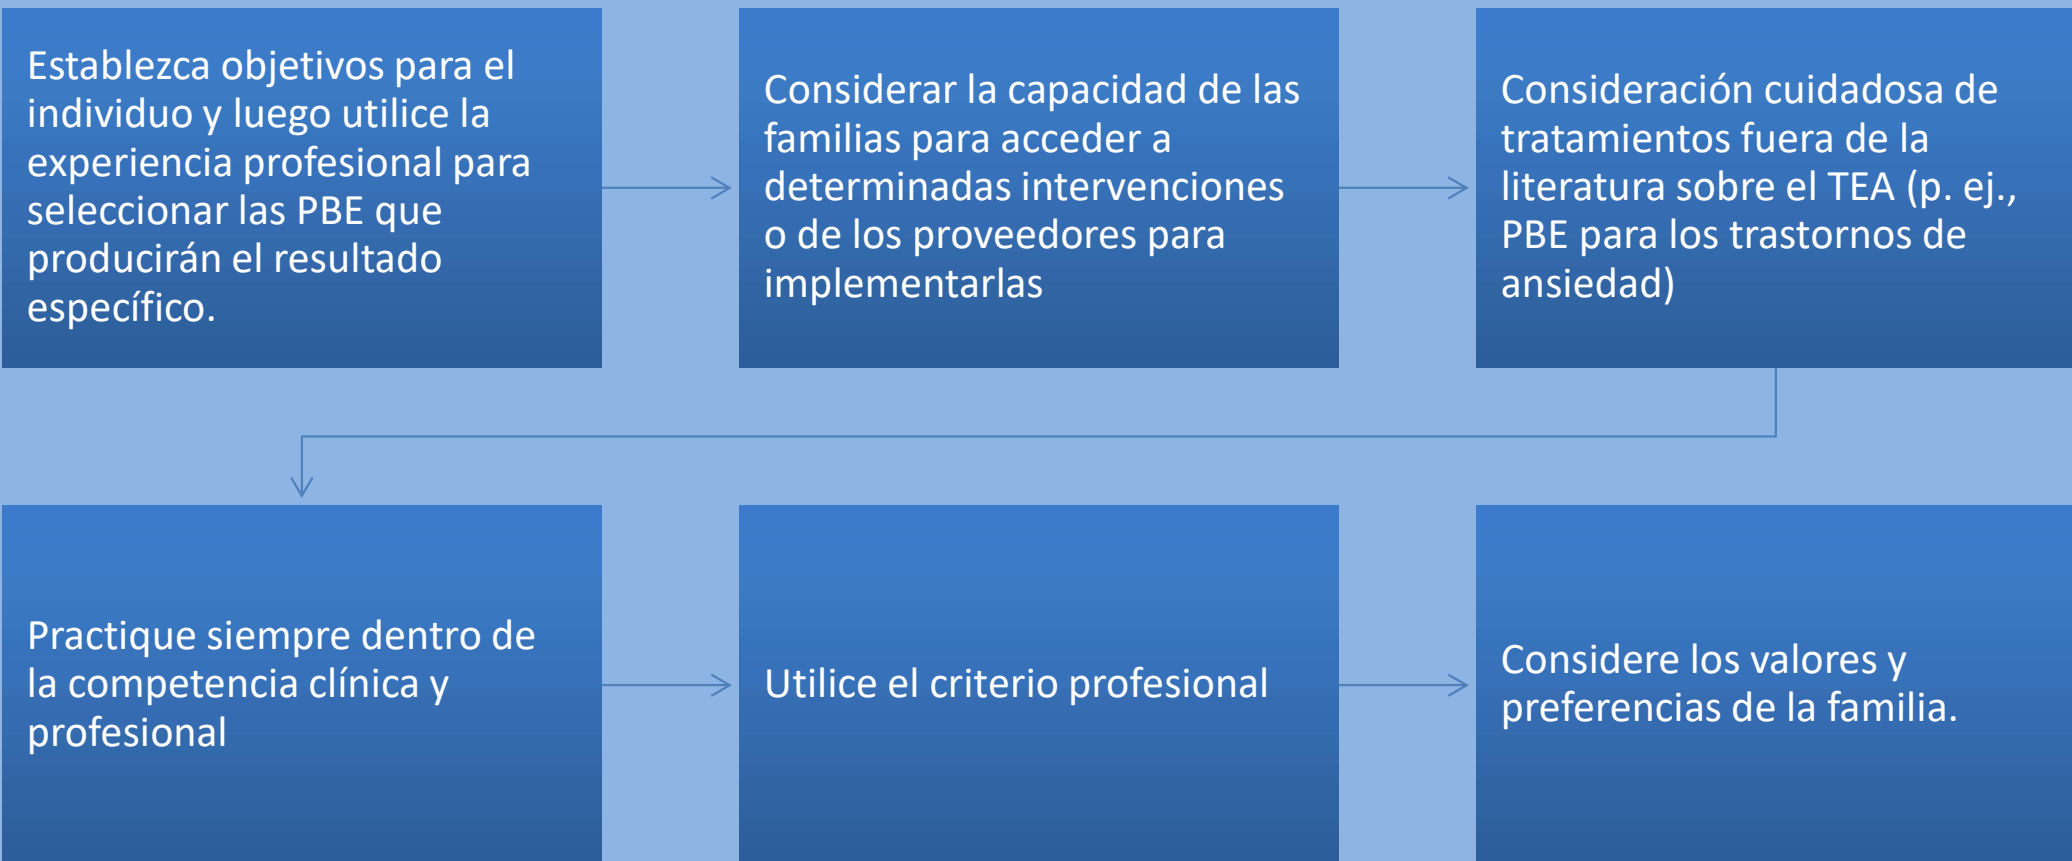 Establezca objetivos para el
individuo y luego utilice la
experiencia profesional para
seleccionar las PBE que
producirán el resultado
específico.
Considerar la capacidad de las
familias para acceder a
determinadas intervenciones
o de los proveedores para
implementarlas
Consideración cuidadosa de
tratamientos fuera de la
literatura sobre el TEA (p. ej.,
PBE para los trastornos de
ansiedad)
Practique siempre dentro de
la competencia clínica y
profesional
Utilice el criterio profesional
Considere los valores y
preferencias de la familia.